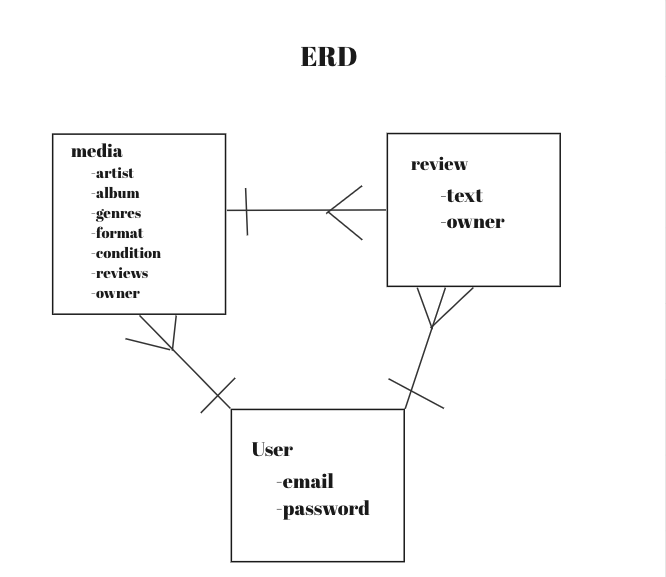 ERD
media
-artist
-album
-genres
-format
-condition
-reviews
-owner
review
-text
-owner
User
-email
-password